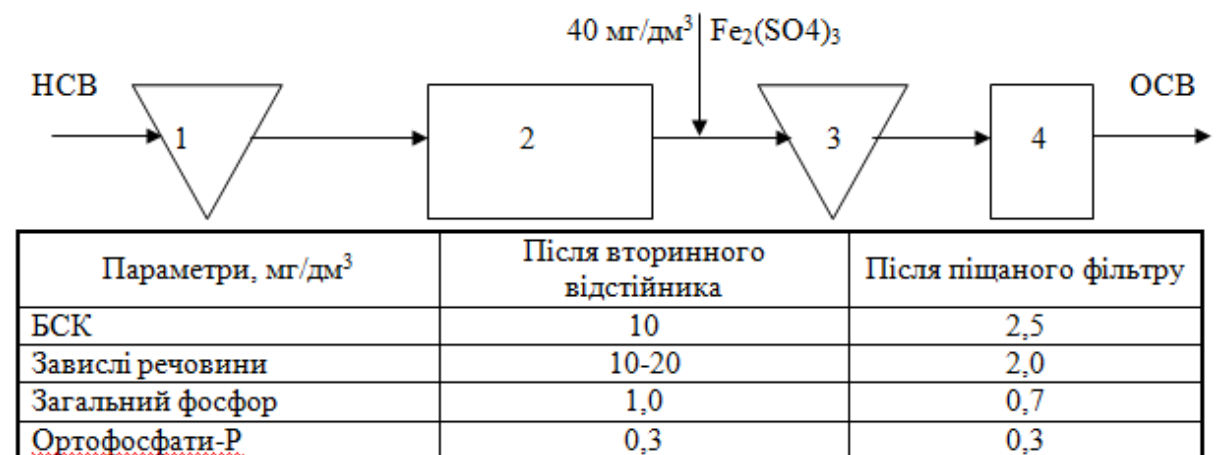 40 мг/дм³ Fe₂(SO4)₃
НСВ
ОСВ
1
2
3
4
Параметри, мг/дм³
Після вторинного відстійника
Після піщаного фільтру
БСК 10 2,5
Завислі речовини 10-20 2,0
Загальний фосфор 1,0 0,7
Ортофосфати-Р 0,3 0,3